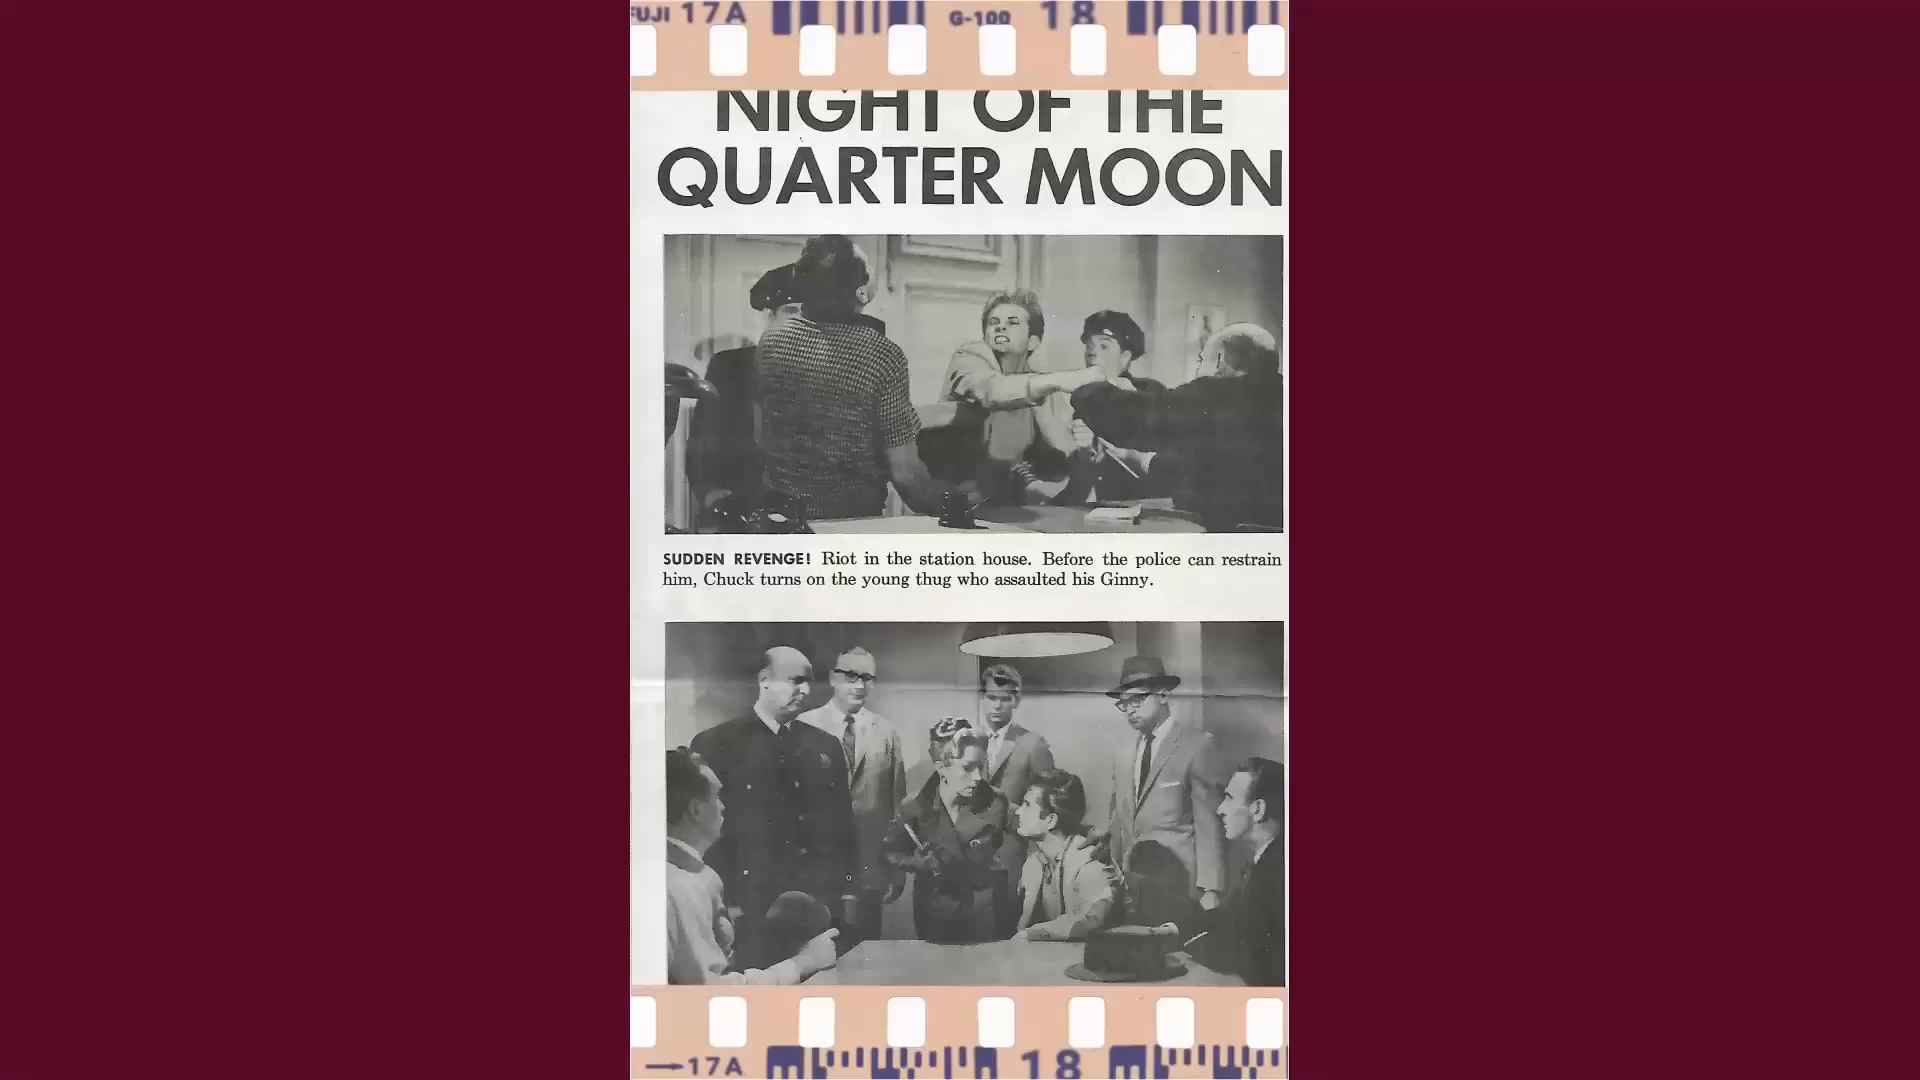 FUJI 17A G-100 18
NIGHT OF THE
QUARTER MOON
SUDDEN REVENGE! Riot in the station house. Before the police can restrain
him, Chuck turns on the young thug who assaulted his Ginny.
→17A 18